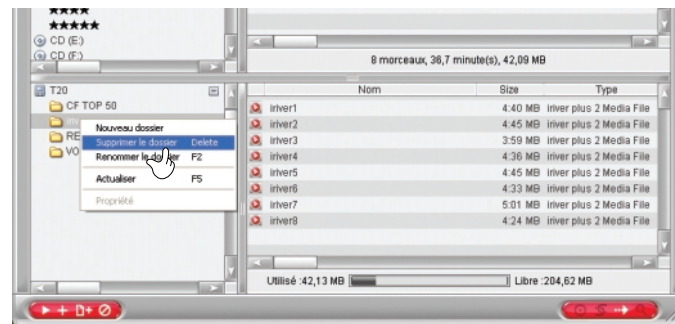 ★★★★
★★★★★
CD (E:)
CD (F:)
8 morceaux, 36,7 minute(s), 42,09 MB
T20
CF TOP 50
RE
VO
Nouveau dossier
Supprimer le dossier Delete
Renommer le dossier F2
Actualiser F5
Propriété
Nom Size Type
iriver1 4:40 MB iriver plus 2 Media File
iriver2 4:45 MB iriver plus 2 Media File
iriver3 3:59 MB iriver plus 2 Media File
iriver4 4:36 MB iriver plus 2 Media File
iriver5 4:45 MB iriver plus 2 Media File
iriver6 4:33 MB iriver plus 2 Media File
iriver7 5:01 MB iriver plus 2 Media File
iriver8 4:24 MB iriver plus 2 Media File
Utilisé :42,13 MB Libre :204,62 MB